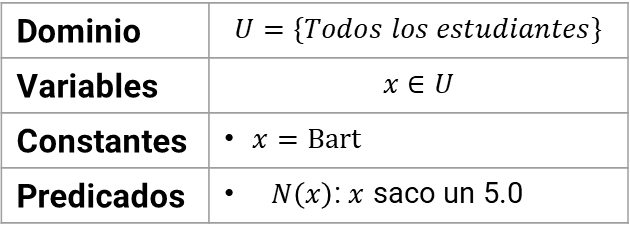 Dominio U = {Todos los estudiantes}
Variables x ∈ U
Constantes • x = Bart
Predicados • N(x): x saco un 5.0